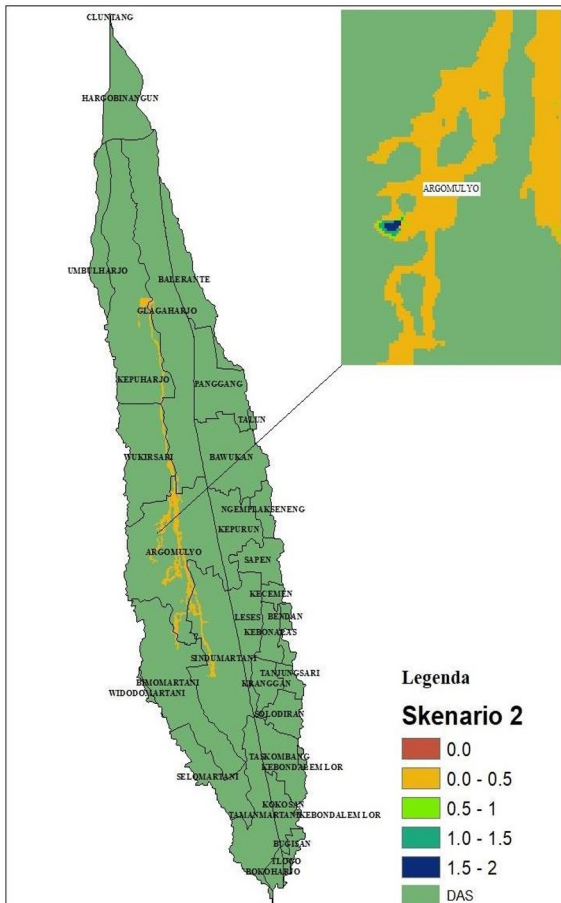 CLUNTANG
HARGOBINANGUN
ARGOMULYO
UMBULHARJO
BALERANTE
GLAGAHARJO
KEPUHARJO
PANGGANG
TALUN
WUKIRSARI
BAWUKAN
NGEMPLAKSENENG
KEPURUN
ARGOMULYO
SAPEN
KECEMEN
LESES
BENDAN
KEBONALAS
SINDUMARTANI
TANJUNGSARI
BIMOMARTANI
KRANGGAN
WIDODOMARTANI
SOLODIRAN
TASKOMBANG
KEBONDALEM LOR
SELOMARTANI
KOKOSAN
TAMANMARTANI
KEBONDALEM LOR
BUGISAN
TLOGO
BOKOHARJO
Legenda
Skenario 2
0.0
0.0 - 0.5
0.5 - 1
1.0 - 1.5
1.5 - 2
DAS